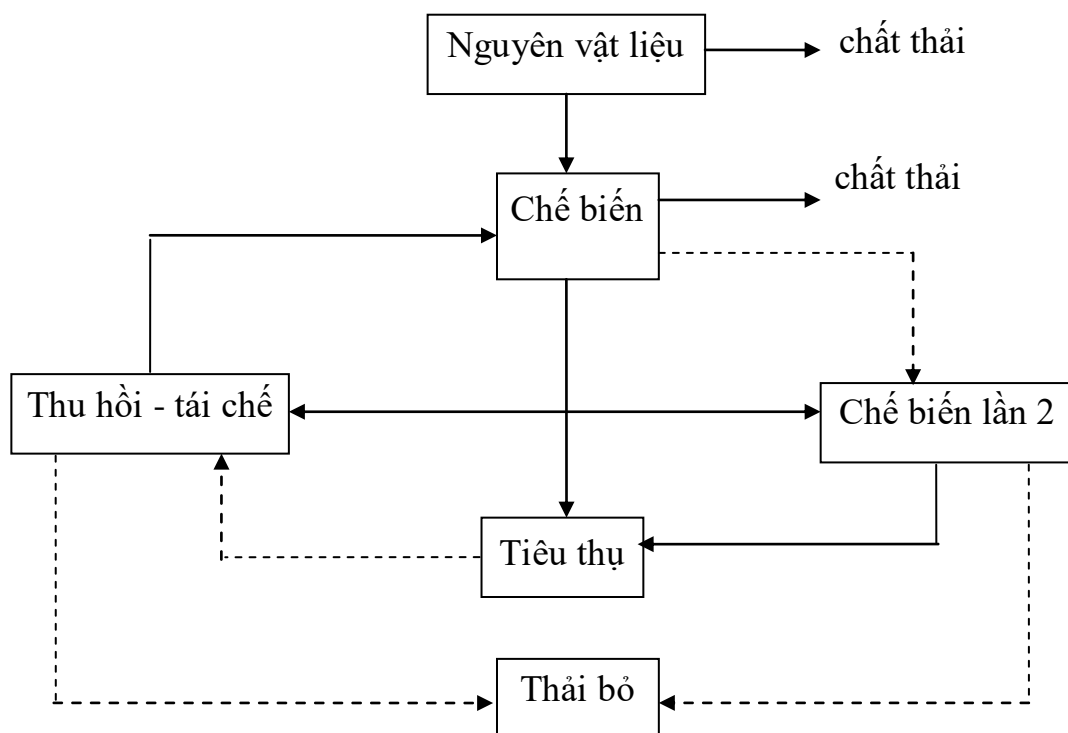 Nguyên vật liệu
chất thải
chất thải
Chế biến
Thu hồi - tái chế
Chế biến lần 2
Tiêu thụ
Thải bỏ